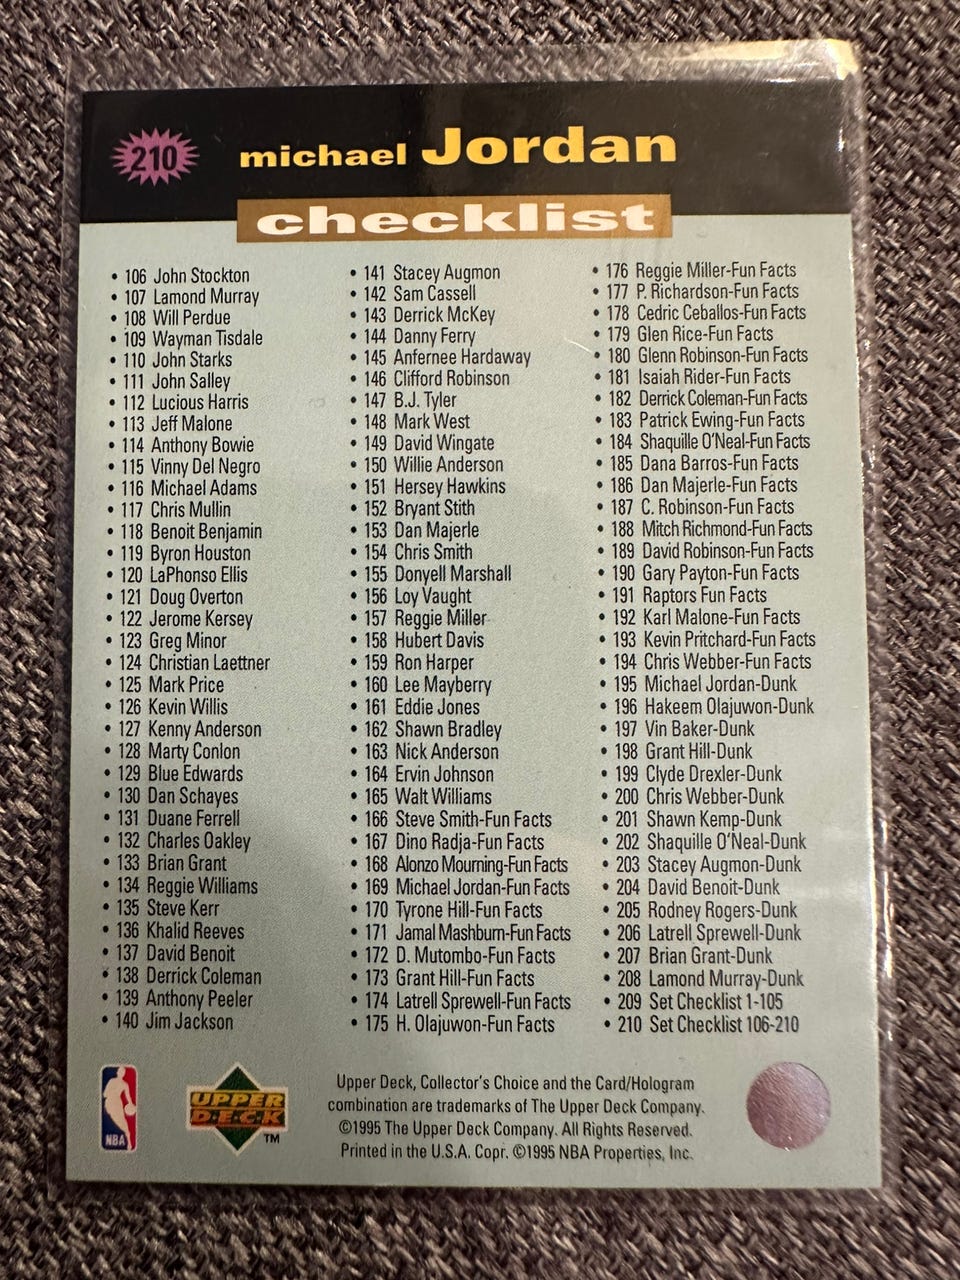 210
michael Jordan
checklist
• 106 John Stockton
• 107 Lamond Murray
• 108 Will Perdue
• 109 Wayman Tisdale
• 110 John Starks
• 111 John Salley
• 112 Lucious Harris
• 113 Jeff Malone
• 114 Anthony Bowie
• 115 Vinny Del Negro
• 116 Michael Adams
• 117 Chris Mullin
• 118 Benoit Benjamin
• 119 Byron Houston
• 120 LaPhonso Ellis
• 121 Doug Overton
• 122 Jerome Kersey
• 123 Greg Minor
• 124 Christian Laettner
• 125 Mark Price
• 126 Kevin Willis
• 127 Kenny Anderson
• 128 Marty Conlon
• 129 Blue Edwards
• 130 Dan Schayes
• 131 Duane Ferrell
• 132 Charles Oakley
• 133 Brian Grant
• 134 Reggie Williams
• 135 Steve Kerr
• 136 Khalid Reeves
• 137 David Benoit
• 138 Derrick Coleman
• 139 Anthony Peeler
• 140 Jim Jackson
• 141 Stacey Augmon
• 142 Sam Cassell
• 143 Derrick McKey
• 144 Danny Ferry
• 145 Anfernee Hardaway
• 146 Clifford Robinson
• 147 B.J. Tyler
• 148 Mark West
• 149 David Wingate
• 150 Willie Anderson
• 151 Hersey Hawkins
• 152 Bryant Stith
• 153 Dan Majerle
• 154 Chris Smith
• 155 Donyell Marshall
• 156 Loy Vaught
• 157 Reggie Miller
• 158 Hubert Davis
• 159 Ron Harper
• 160 Lee Mayberry
• 161 Eddie Jones
• 162 Shawn Bradley
• 163 Nick Anderson
• 164 Ervin Johnson
• 165 Walt Williams
• 166 Steve Smith-Fun Facts
• 167 Dino Radja-Fun Facts
• 168 Alonzo Mourning-Fun Facts
• 169 Michael Jordan-Fun Facts
• 170 Tyrone Hill-Fun Facts
• 171 Jamal Mashburn-Fun Facts
• 172 D. Mutombo-Fun Facts
• 173 Grant Hill-Fun Facts
• 174 Latrell Sprewell-Fun Facts
• 175 H. Olajuwon-Fun Facts
• 176 Reggie Miller-Fun Facts
• 177 P. Richardson-Fun Facts
• 178 Cedric Ceballos-Fun Facts
• 179 Glen Rice-Fun Facts
• 180 Glenn Robinson-Fun Facts
• 181 Isaiah Rider-Fun Facts
• 182 Derrick Coleman-Fun Facts
• 183 Patrick Ewing-Fun Facts
• 184 Shaquille O'Neal-Fun Facts
• 185 Dana Barros-Fun Facts
• 186 Dan Majerle-Fun Facts
• 187 C. Robinson-Fun Facts
• 188 Mitch Richmond-Fun Facts
• 189 David Robinson-Fun Facts
• 190 Gary Payton-Fun Facts
• 191 Raptors Fun Facts
• 192 Karl Malone-Fun Facts
• 193 Kevin Pritchard-Fun Facts
• 194 Chris Webber-Fun Facts
• 195 Michael Jordan-Dunk
• 196 Hakeem Olajuwon-Dunk
• 197 Vin Baker-Dunk
• 198 Grant Hill-Dunk
• 199 Clyde Drexler-Dunk
• 200 Chris Webber-Dunk
• 201 Shawn Kemp-Dunk
• 202 Shaquille O'Neal-Dunk
• 203 Stacey Augmon-Dunk
• 204 David Benoit-Dunk
• 205 Rodney Rogers-Dunk
• 206 Latrell Sprewell-Dunk
• 207 Brian Grant-Dunk
• 208 Lamond Murray-Dunk
• 209 Set Checklist 1-105
• 210 Set Checklist 106-210
NBA
UPPER
D.E.C.K
TM
Upper Deck, Collector's Choice and the Card/Hologram
combination are trademarks of The Upper Deck Company.
©1995 The Upper Deck Company. All Rights Reserved.
Printed in the U.S.A. Copr. ©1995 NBA Properties, Inc.